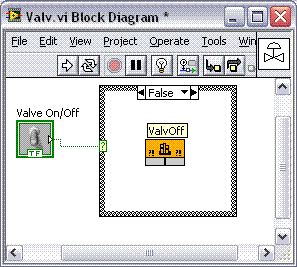 Valv.vi Block Diagram *
File Edit View Project Operate Tools Win
False
Valve On/Off
ValvOff
TF
?